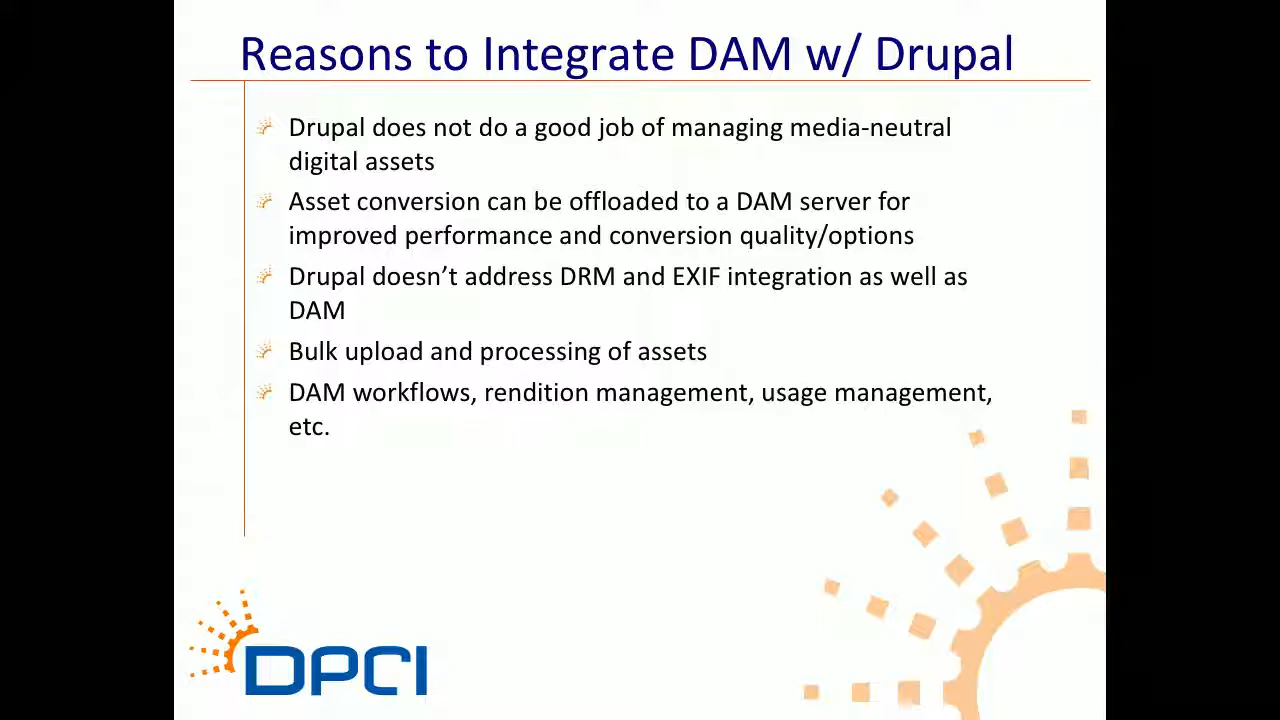 Reasons to Integrate DAM w/ Drupal
Drupal does not do a good job of managing media-neutral
digital assets
Asset conversion can be offloaded to a DAM server for
improved performance and conversion quality/options
Drupal doesn’t address DRM and EXIF integration as well as
DAM
Bulk upload and processing of assets
DAM workflows, rendition management, usage management,
etc.
DPCI